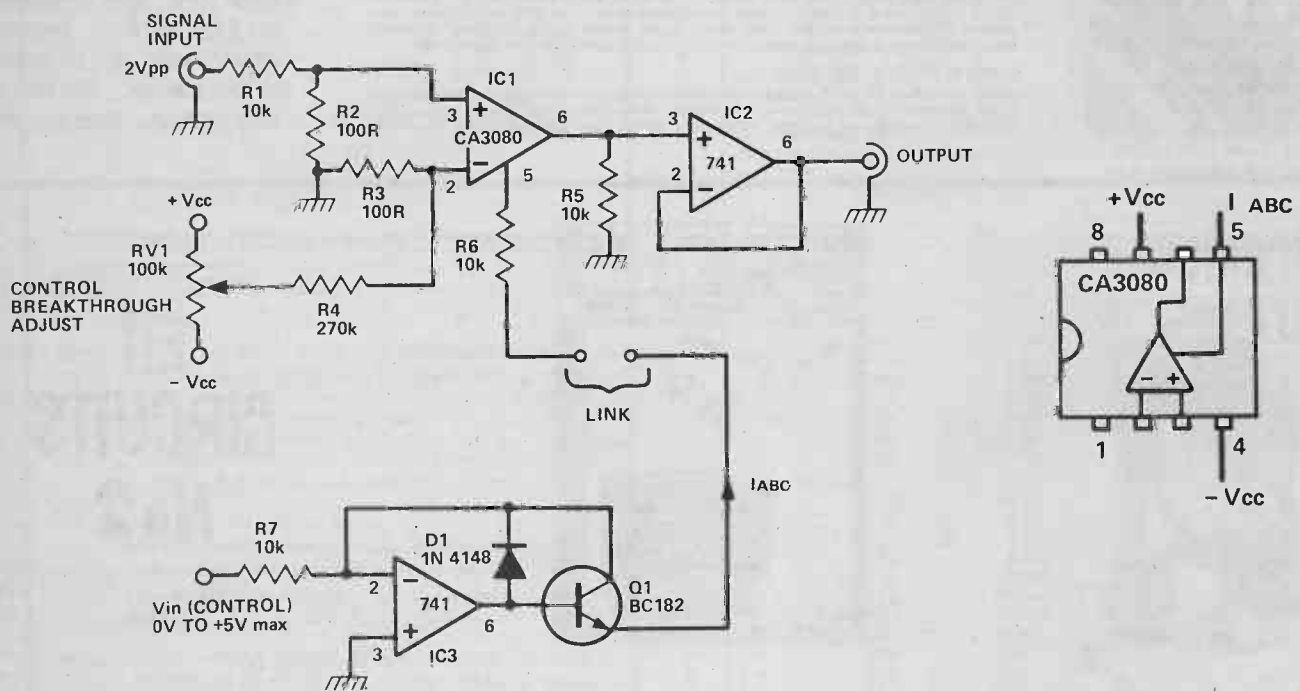 SIGNAL
INPUT
2Vpp
R1
10k
R2
100R
R3
100R
IC1
3
+
CA3080
−
2
6
5
IC2
3
+
741
2
−
6
OUTPUT
R5
10k
R6
10k
+Vcc
RV1
100k
CONTROL
BREAKTHROUGH
ADJUST
− Vcc
R4
270k
LINK
IABC
R7
10k
Vin (CONTROL)
0V TO +5V max
D1
1N 4148
2
−
741
6
+
3
IC3
Q1
BC182
+Vcc
I ABC
8
5
CA3080
− +
1
4
− Vcc